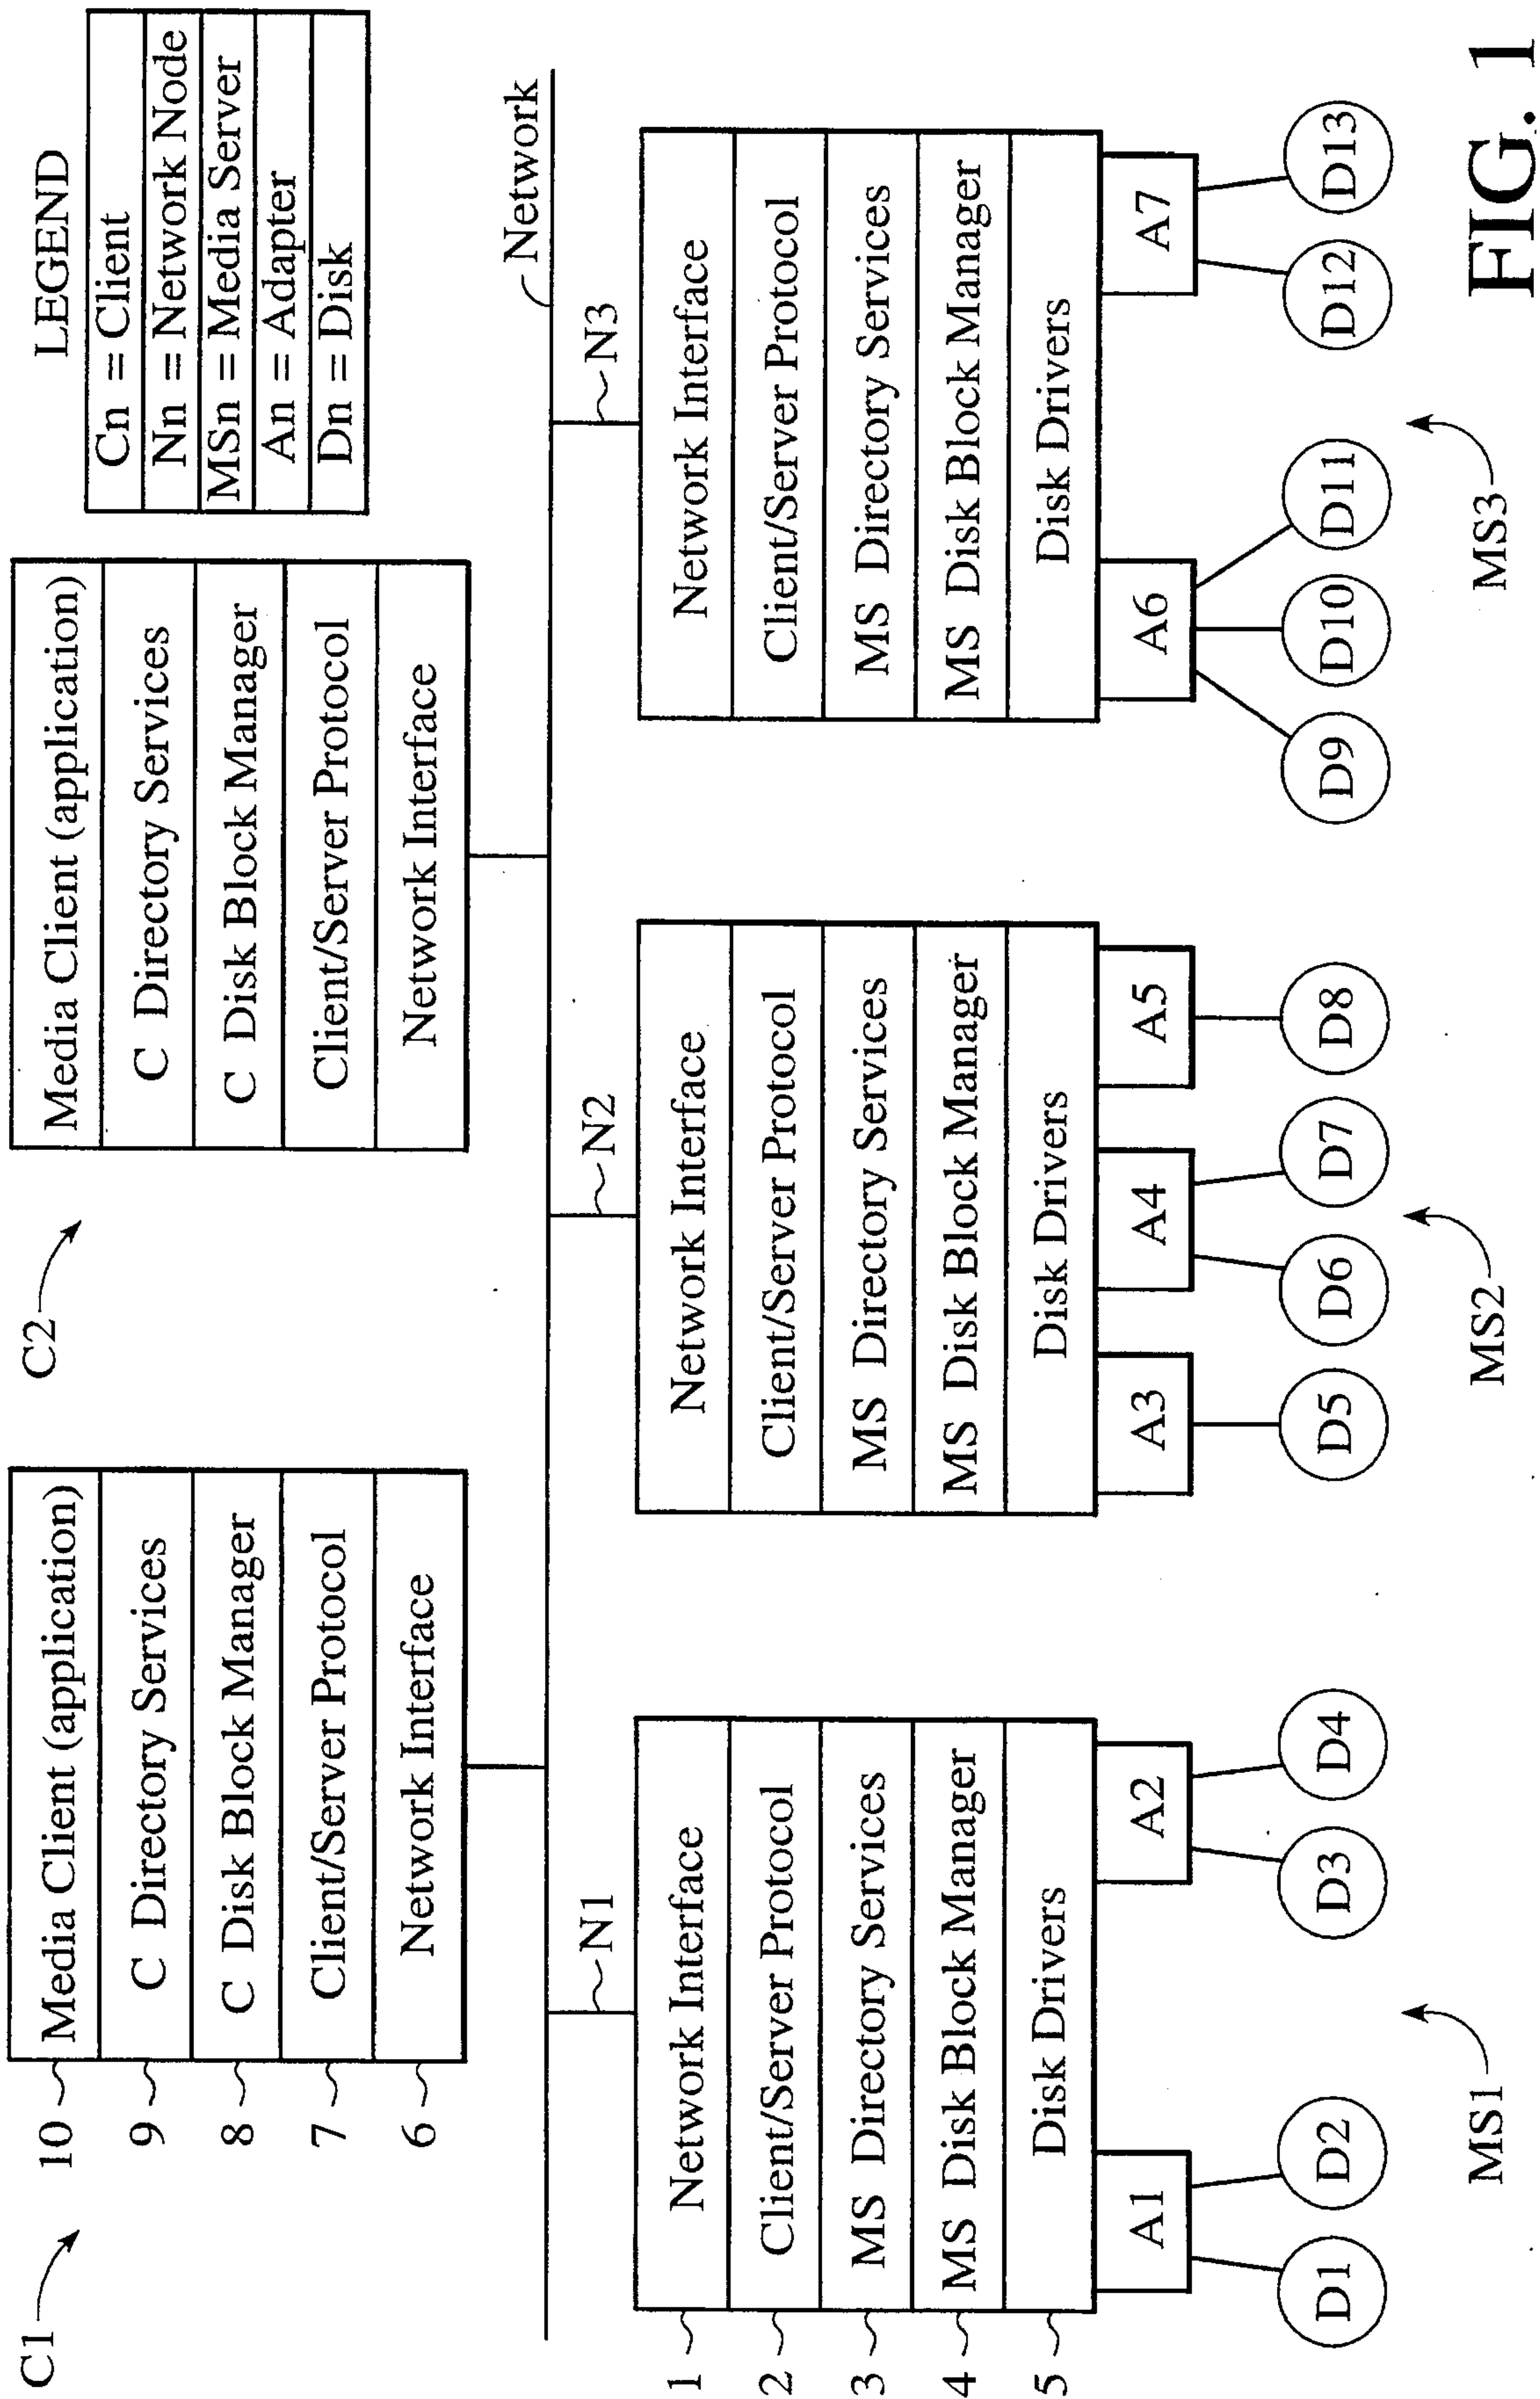 C1
10
Media Client (application)
9
C Directory Services
8
C Disk Block Manager
7
Client/Server Protocol
6
Network Interface
C2
Media Client (application)
C Directory Services
C Disk Block Manager
Client/Server Protocol
Network Interface
LEGEND
Cn = Client
Nn = Network Node
MSn = Media Server
An = Adapter
Dn = Disk
Network
N1
N2
N3
1
Network Interface
2
Client/Server Protocol
3
MS Directory Services
4
MS Disk Block Manager
5
Disk Drivers
A1
A2
D1
D2
D3
D4
MS1
Network Interface
Client/Server Protocol
MS Directory Services
MS Disk Block Manager
Disk Drivers
A3
A4
A5
D5
D6
D7
D8
MS2
Network Interface
Client/Server Protocol
MS Directory Services
MS Disk Block Manager
Disk Drivers
A6
A7
D9
D10
D11
D12
D13
MS3
FIG. 1